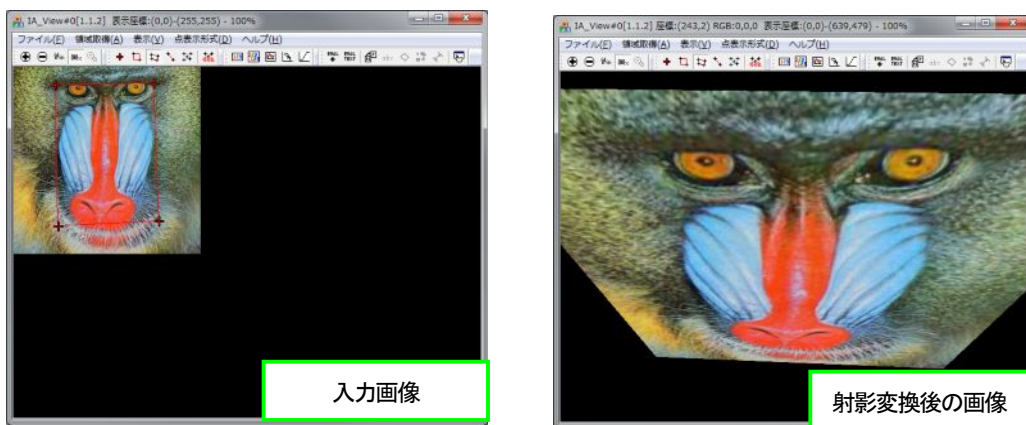 IA_View#0[1.1.2] 表示座標:(0,0)-(255,255) - 100%
ファイル(F) 領域取得(A) 表示(V) 点表示形式(D) ヘルプ(H)
入力画像
IA_View#0[1.1.2] 座標:(243,2) RGB:0,0,0 表示座標:(0,0)-(639,479) - 100%
ファイル(F) 領域取得(A) 表示(V) 点表示形式(D) ヘルプ(H)
射影変換後の画像